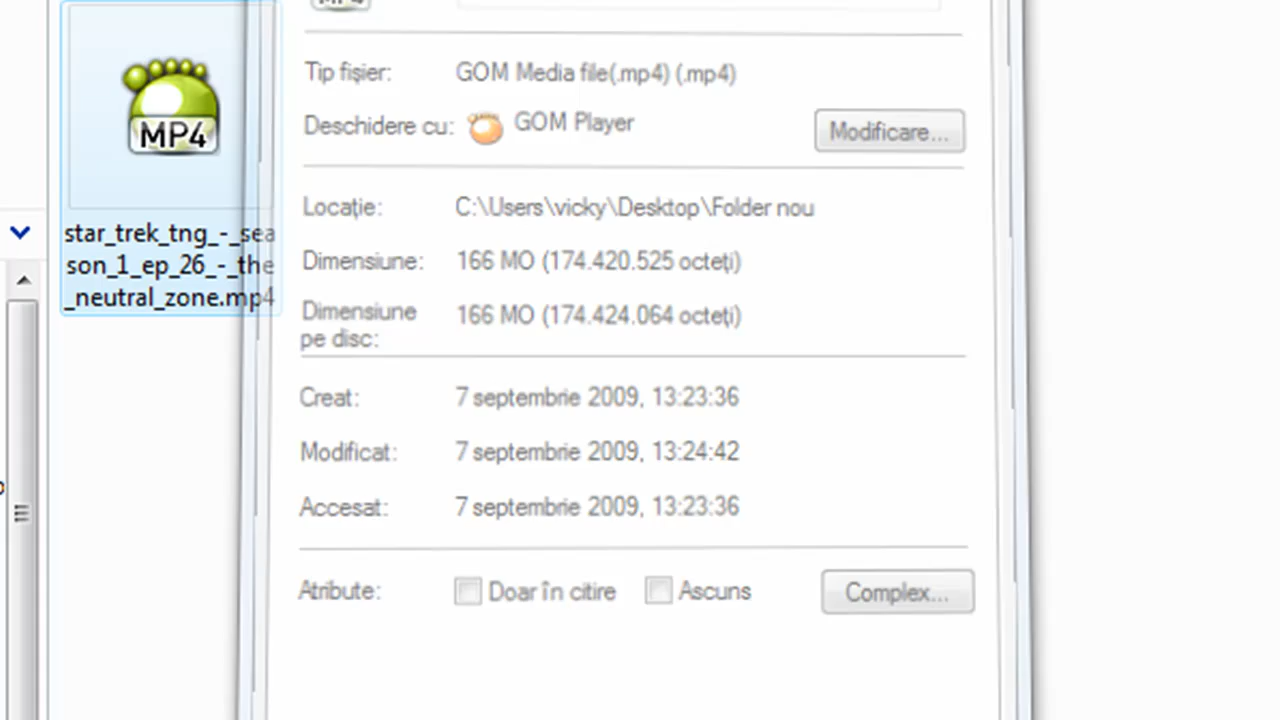 MP4
star_trek_tng_-_sea
son_1_ep_26_-_the
_neutral_zone.mp4
MP4
Tip fișier: GOM Media file(.mp4) (.mp4)
Deschidere cu: GOM Player Modificare...
Locație: C:\Users\vicky\Desktop\Folder nou
Dimensiune: 166 MO (174.420.525 octeți)
Dimensiune
pe disc: 166 MO (174.424.064 octeți)
Creat: 7 septembrie 2009, 13:23:36
Modificat: 7 septembrie 2009, 13:24:42
Accesat: 7 septembrie 2009, 13:23:36
Atribute: Doar în citire Ascuns Complex...